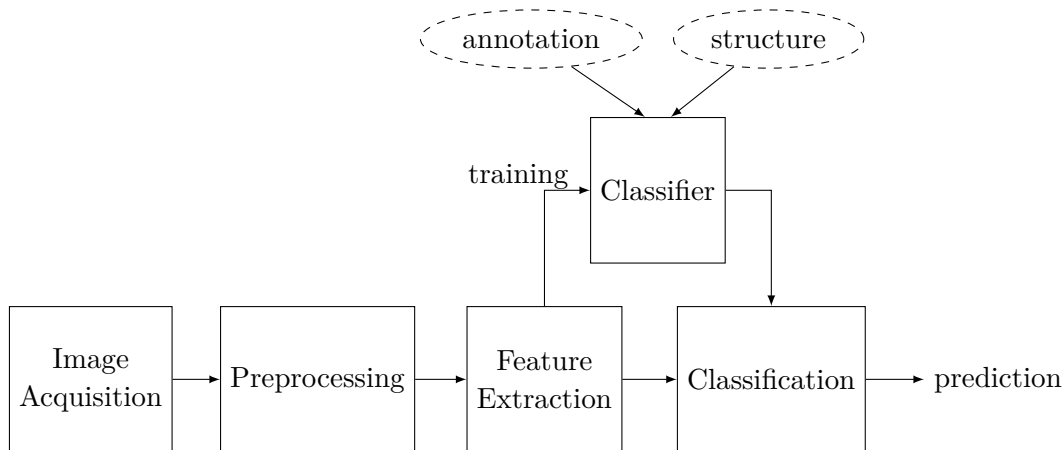 annotation
structure
training
Classifier
Image
Acquisition
Preprocessing
Feature
Extraction
Classification
prediction